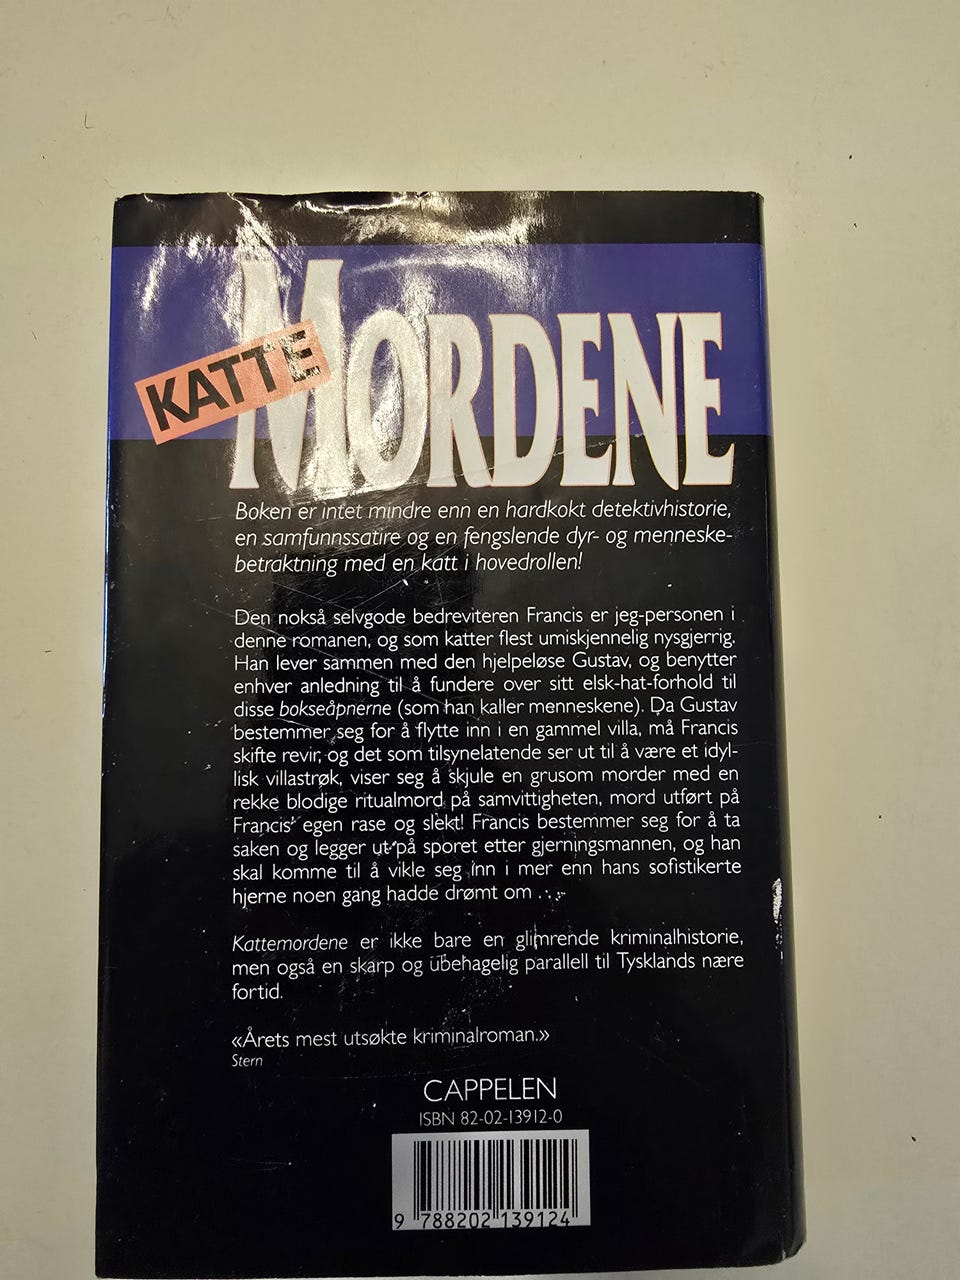 KATTE
MORDENE
Boken er intet mindre enn en hardkokt detektivhistorie,
en samfunnssatire og en fengslende dyr- og menneske-
betraktning med en katt i hovedrollen!
Den nokså selvgode bedreviteren Francis er jeg-personen i
denne romanen, og som katter flest umiskjennelig nysgjerrig.
Han lever sammen med den hjelpeløse Gustav, og benytter
enhver anledning til å fundere over sitt elsk-hat-forhold til
disse bokseåpnerne (som han kaller menneskene). Da Gustav
bestemmer seg for å flytte inn i en gammel villa, må Francis
skifte revir, og det som tilsynelatende ser ut til å være et idyl-
lisk villastrøk, viser seg å skjule en grusom morder med en
rekke blodige ritualmord på samvittigheten, mord utført på
Francis' egen rase og slekt! Francis bestemmer seg for å ta
saken og legger ut på sporet etter gjerningsmannen, og han
skal komme til å vikle seg inn i mer enn hans sofistikerte
hjerne noen gang hadde drømt om . . .
Kattemordene er ikke bare en glimrende kriminalhistorie,
men også en skarp og ubehagelig parallell til Tysklands nære
fortid.
«Årets mest utsøkte kriminalroman.»
Stern
CAPPELEN
ISBN 82-02-13912-0
9 788202 139124